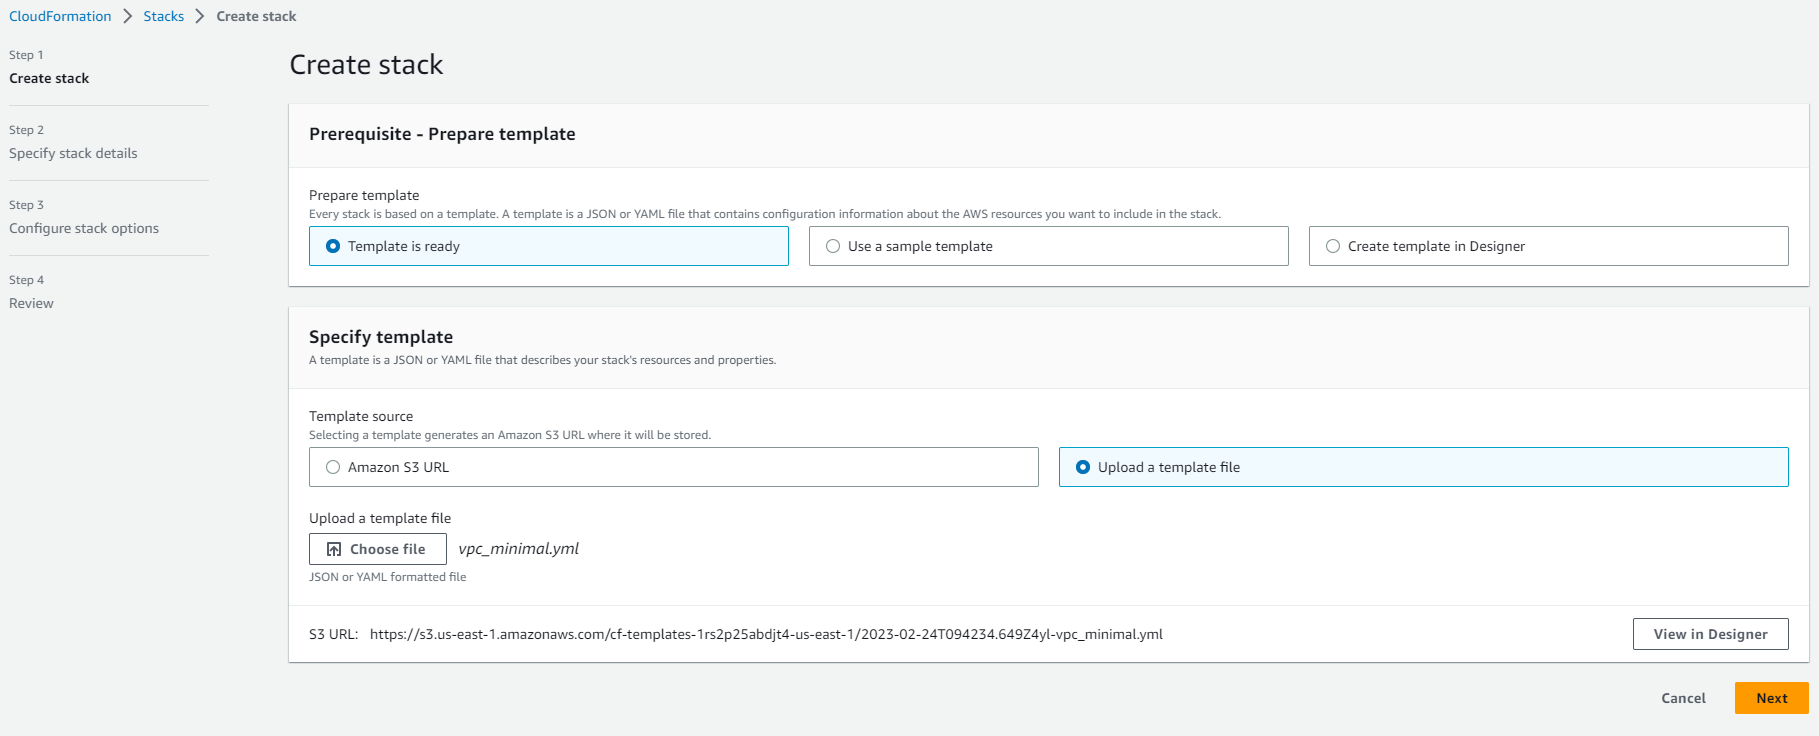 CloudFormation > Stacks > Create stack
Step 1
Create stack
Step 2
Specify stack details
Step 3
Configure stack options
Step 4
Review
Create stack
Prerequisite - Prepare template
Prepare template
Every stack is based on a template. A template is a JSON or YAML file that contains configuration information about the AWS resources you want to include in the stack.
Template is ready
Use a sample template
Create template in Designer
Specify template
A template is a JSON or YAML file that describes your stack's resources and properties.
Template source
Selecting a template generates an Amazon S3 URL where it will be stored.
Amazon S3 URL
Upload a template file
Upload a template file
Choose file vpc_minimal.yml
JSON or YAML formatted file
S3 URL: https://s3.us-east-1.amazonaws.com/cf-templates-1rs2p25abdjt4-us-east-1/2023-02-24T094234.649Z4yl-vpc_minimal.yml
View in Designer
Cancel
Next